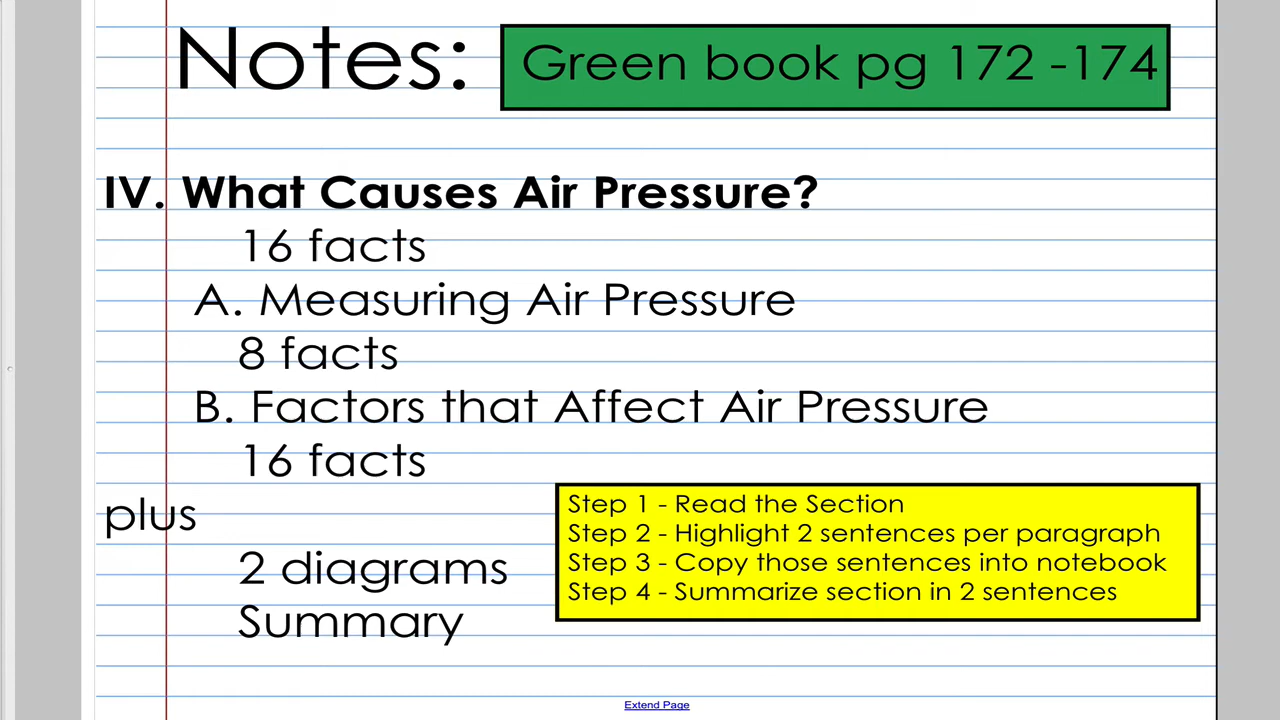 Notes:
Green book pg 172 -174
IV. What Causes Air Pressure?
16 facts
A. Measuring Air Pressure
8 facts
B. Factors that Affect Air Pressure
16 facts
plus
2 diagrams
Summary
Step 1 - Read the Section
Step 2 - Highlight 2 sentences per paragraph
Step 3 - Copy those sentences into notebook
Step 4 - Summarize section in 2 sentences
Extend Page